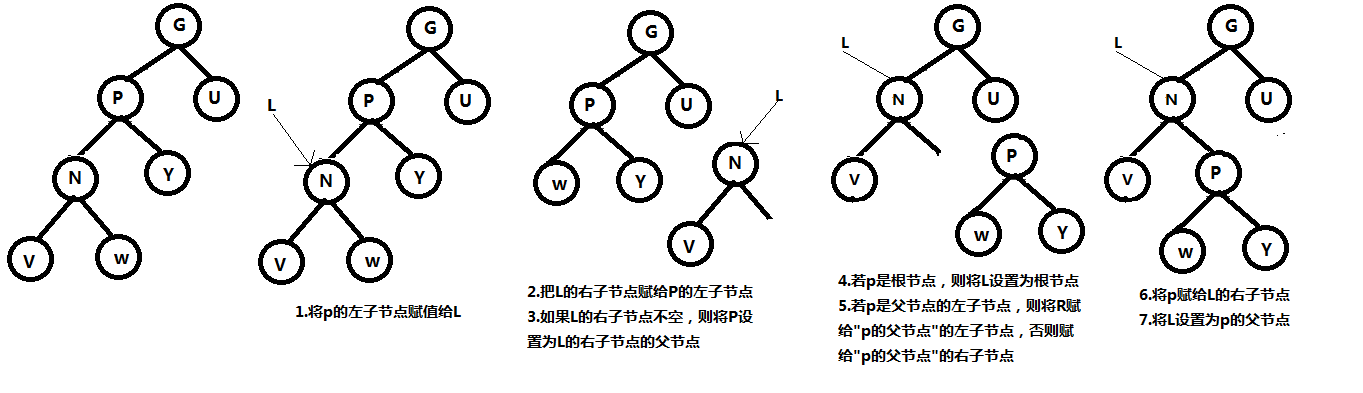 G
P
U
N
Y
V
w
G
L
P
U
N
Y
V
w
1.将p的左子节点赋值给L
G
P
U
L
w
Y
N
V
2.把L的右子节点赋给P的左子节点
3.如果L的右子节点不空，则将P设
置为L的右子节点的父节点
G
L
N
U
V
P
w
Y
4.若p是根节点，则将L设置为根节点
5.若p是父节点的左子节点，则将R赋
给"p的父节点"的左子节点，否则赋
给"p的父节点"的右子节点
G
L
N
U
V
P
w
Y
6.将p赋给L的右子节点
7.将L设置为p的父节点